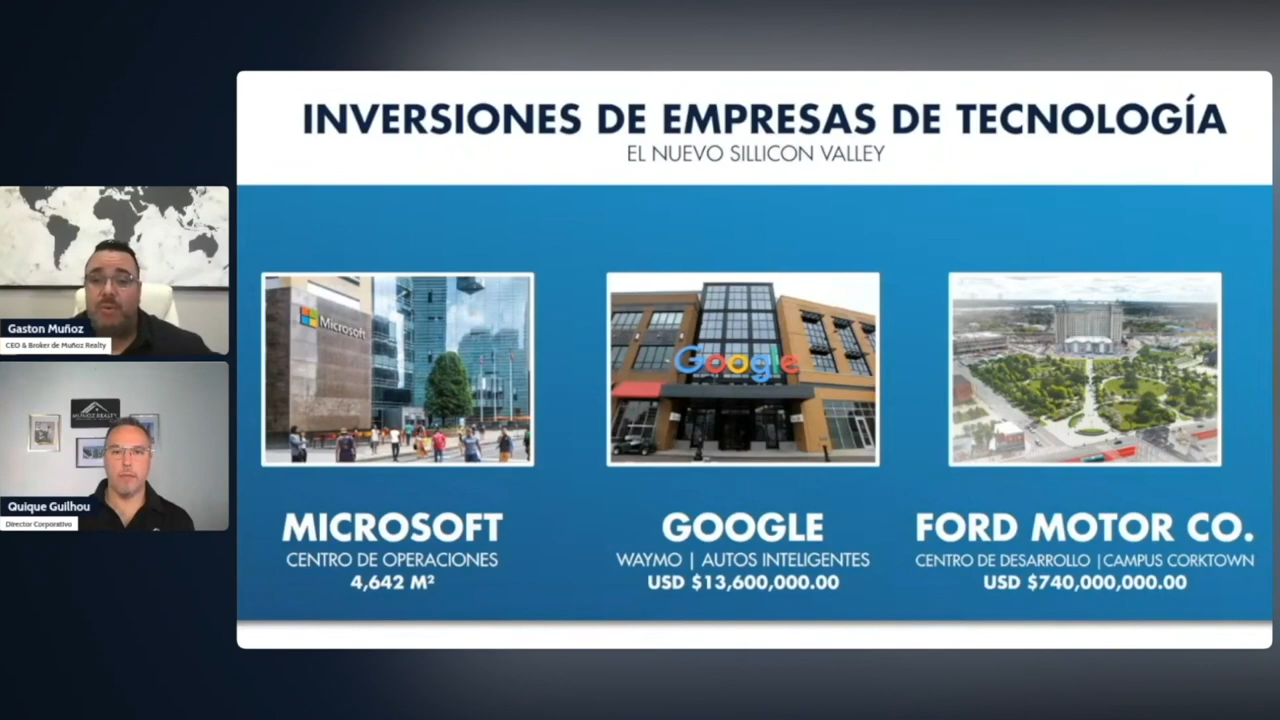 INVERSIONES DE EMPRESAS DE TECNOLOGÍA
EL NUEVO SILLICON VALLEY
Gaston Muñoz
CEO & Broker de Muñoz Realty
MUÑOZ REALTY
Quique Guilhou
Director Corporativo
Microsoft
Google
MICROSOFT
CENTRO DE OPERACIONES
4,642 M²
GOOGLE
WAYMO | AUTOS INTELIGENTES
USD $13,600,000.00
FORD MOTOR CO.
CENTRO DE DESARROLLO |CAMPUS CORKTOWN
USD $740,000,000.00